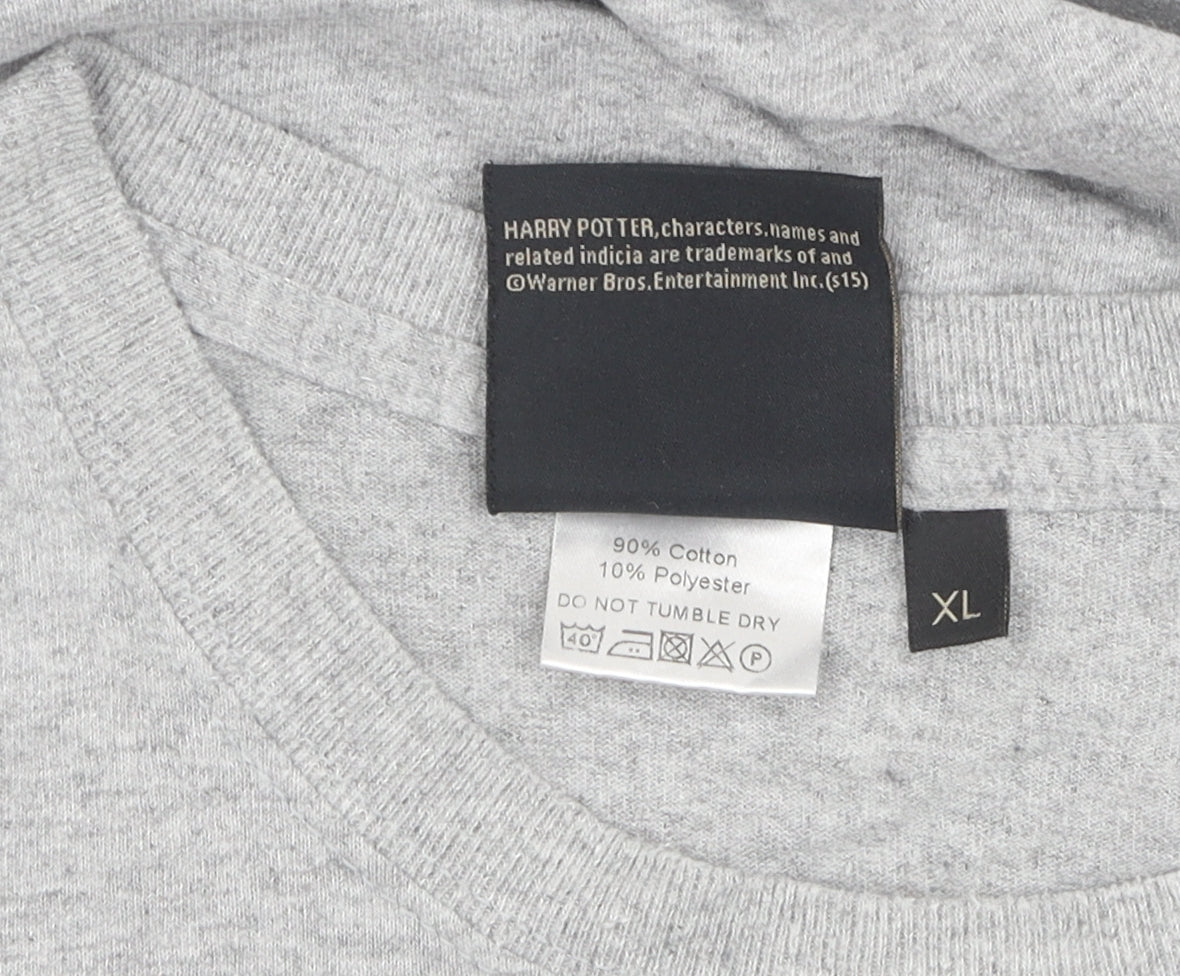 HARRY POTTER, characters, names and
related indicia are trademarks of and
©Warner Bros. Entertainment Inc. (s15)
90% Cotton
10% Polyester
DO NOT TUMBLE DRY
40°
P
XL